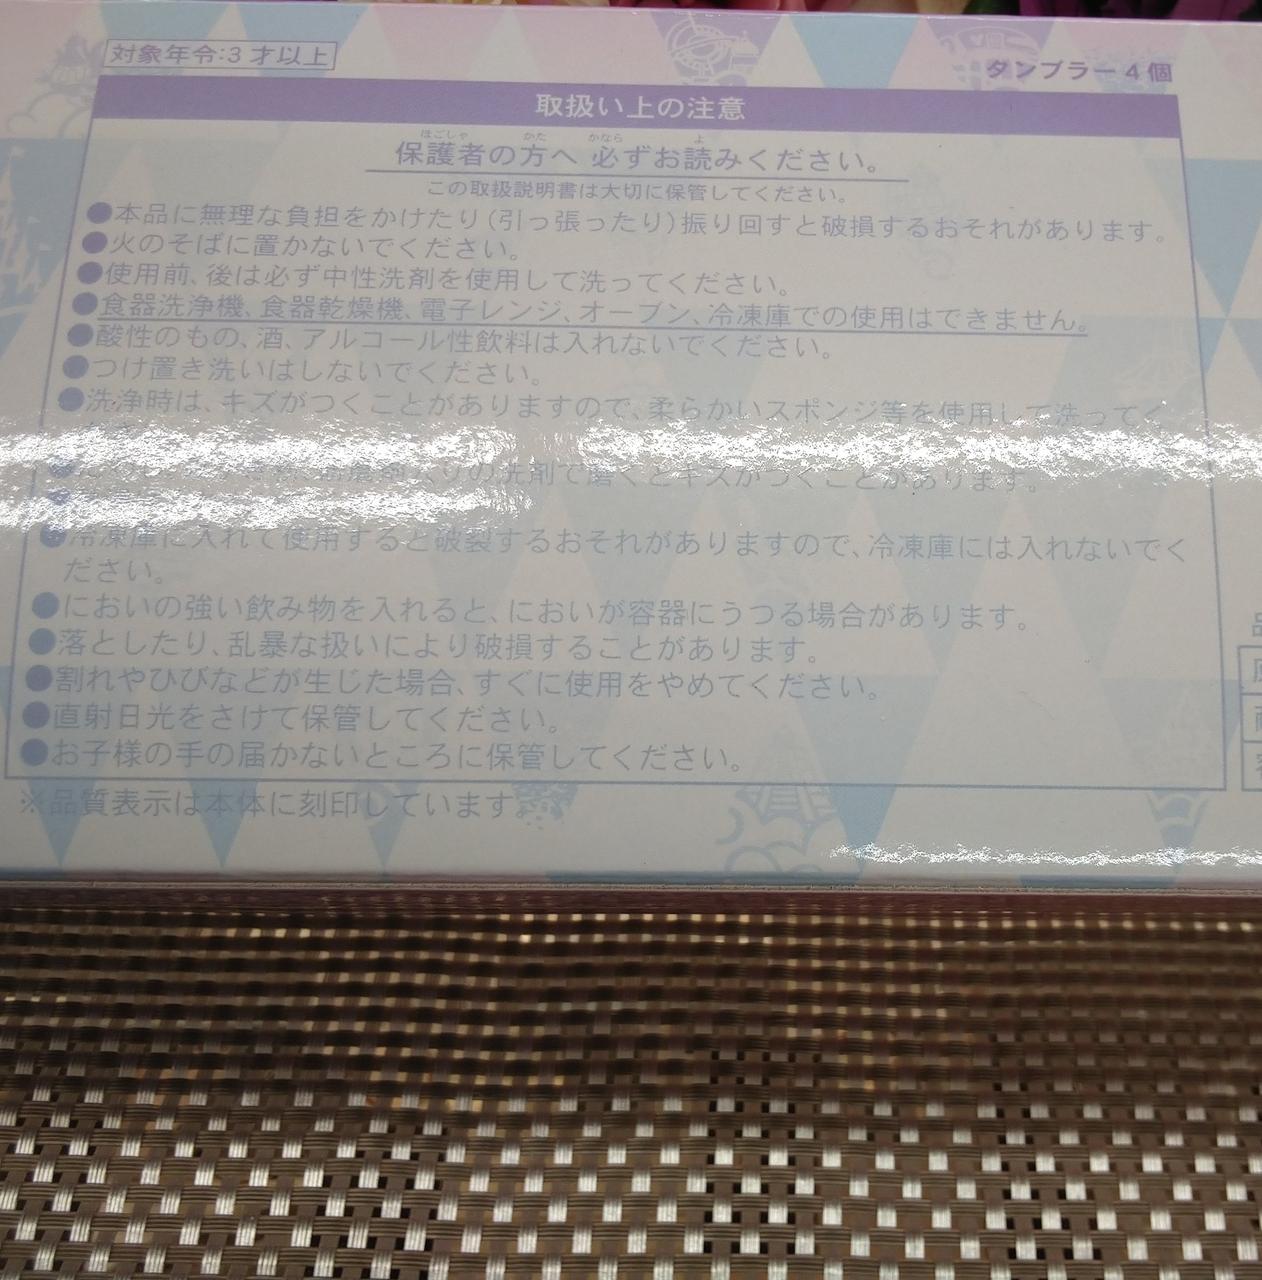 対象年令:3才以上
タンブラー4個
取扱い上の注意
保護者の方へ 必ずお読みください。
この取扱説明書は大切に保管してください。
●本品に無理な負担をかけたり(引っ張ったり)振り回すと破損するおそれがあります。
●火のそばに置かないでください。
●使用前、後は必ず中性洗剤を使用して洗ってください。
●食器洗浄機、食器乾燥機、電子レンジ、オーブン、冷凍庫での使用はできません。
●酸性のもの、酒、アルコール性飲料は入れないでください。
●つけ置き洗いはしないでください。
●洗浄時は、キズがつくことがありますので、柔らかいスポンジ等を使用して洗ってく
りの洗剤で磨くとキズがつくことがあります。
●冷凍庫に入れて使用すると破裂するおそれがありますので、冷凍庫には入れないでく
ださい。
●においの強い飲み物を入れると、においが容器にうつる場合があります。
●落としたり、乱暴な扱いにより破損することがあります。
●割れやひびなどが生じた場合、すぐに使用をやめてください。
●直射日光をさけて保管してください。
●お子様の手の届かないところに保管してください。
※品質表示は本体に刻印しています。